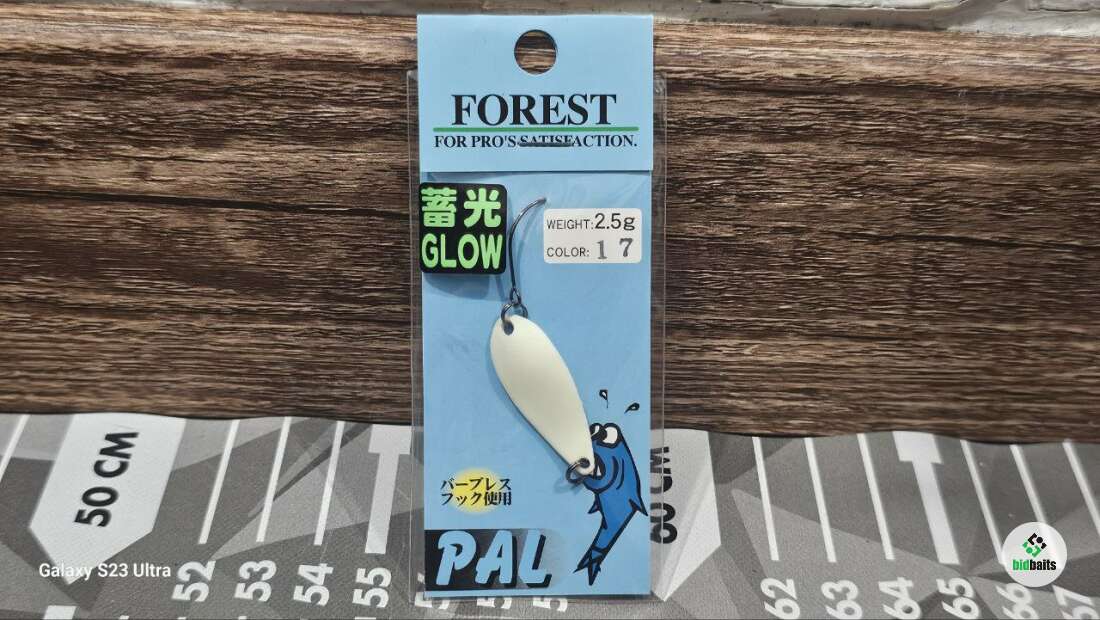 FOREST
FOR PRO'S SATISFACTION.
蓄光
GLOW
WEIGHT: 2.5g
COLOR: 17
バーブレス
フック使用
PAL
50 CM
60 CM
52
53
54
55
62
63
64
65
Galaxy S23 Ultra
bidbaits